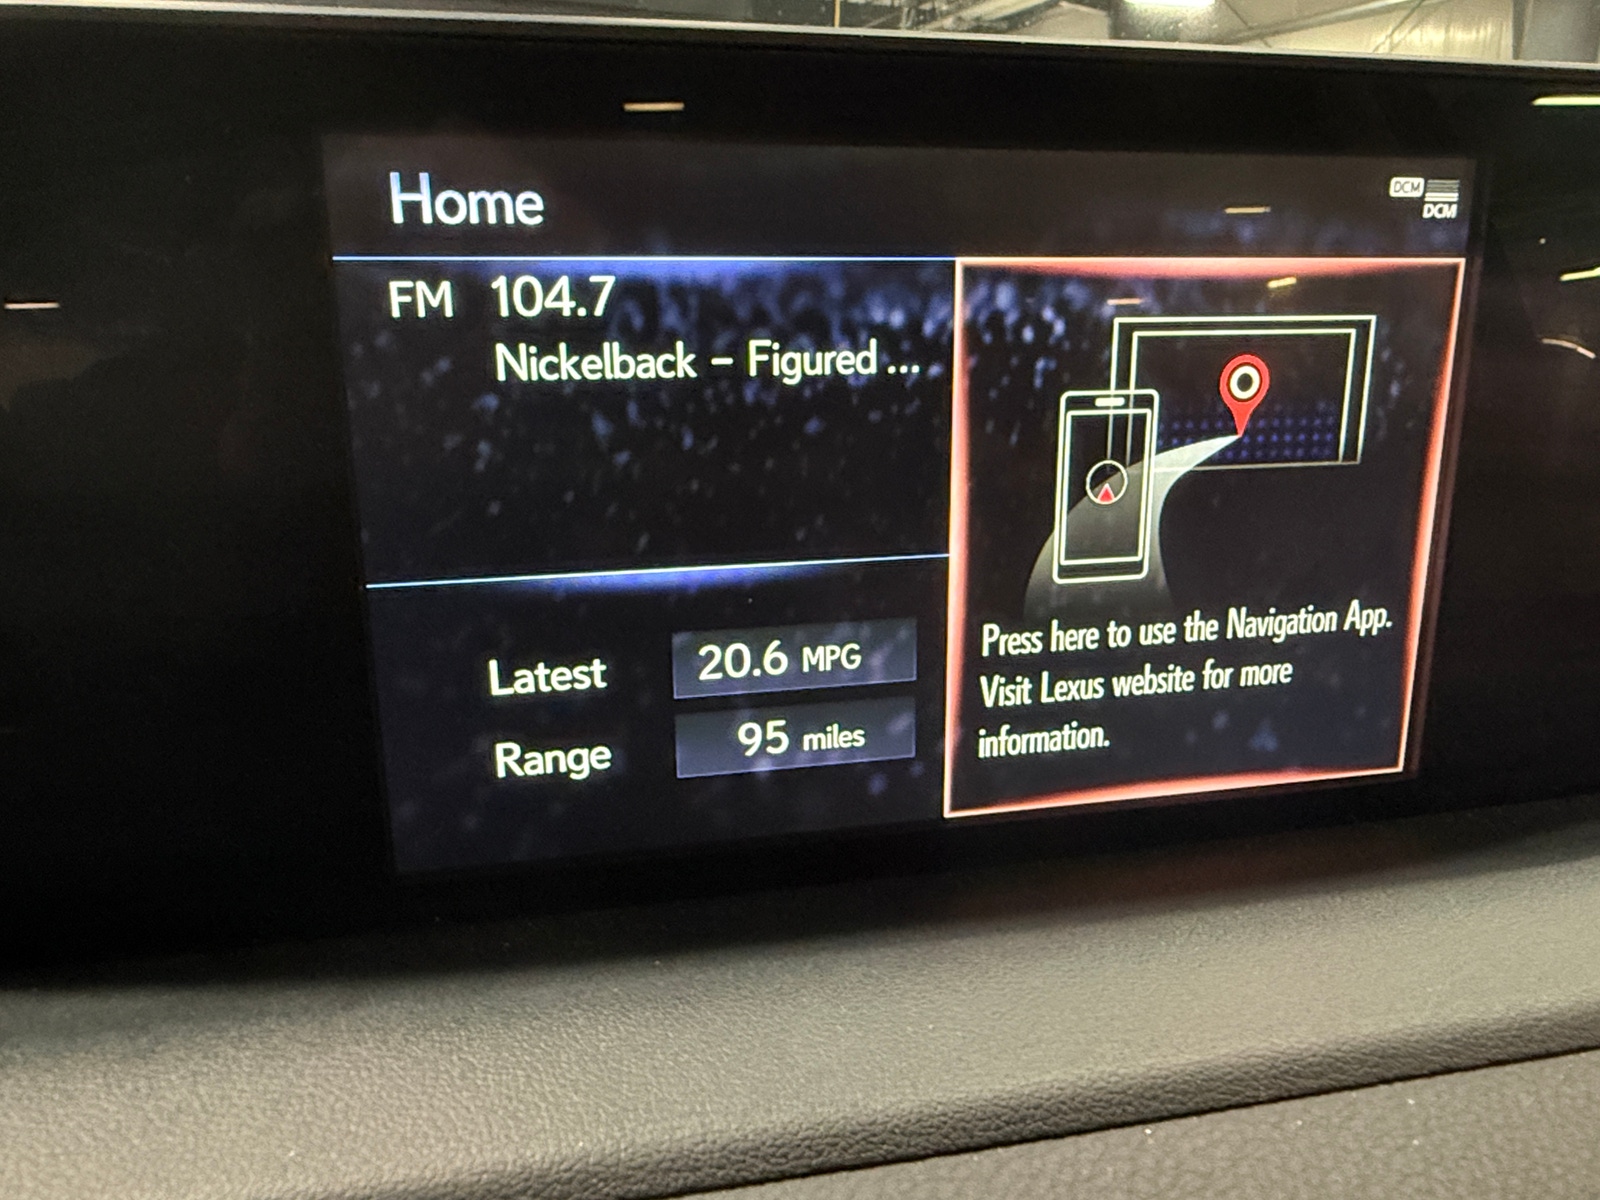 Home
DCM
DCM
FM 104.7
Nickelback – Figured ...
Latest 20.6 MPG
Range 95 miles
Press here to use the Navigation App.
Visit Lexus website for more
information.